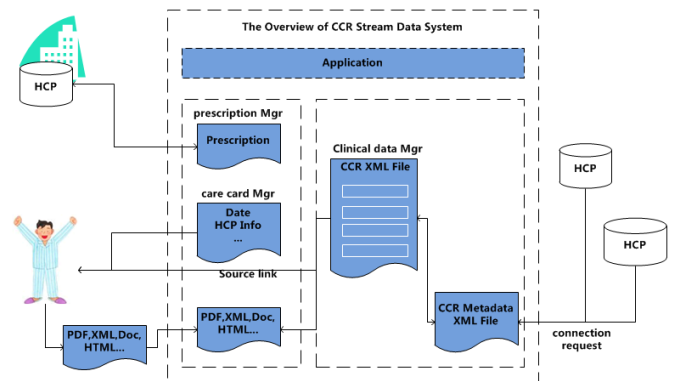 The Overview of CCR Stream Data System
Application
HCP
prescription Mgr
Prescription
Clinical data Mgr
CCR XML File
HCP
care card Mgr
Date
HCP Info
...
HCP
Source link
CCR Metadata
XML File
PDF,XML,Doc,
HTML...
PDF,XML,Doc,
HTML...
connection
request